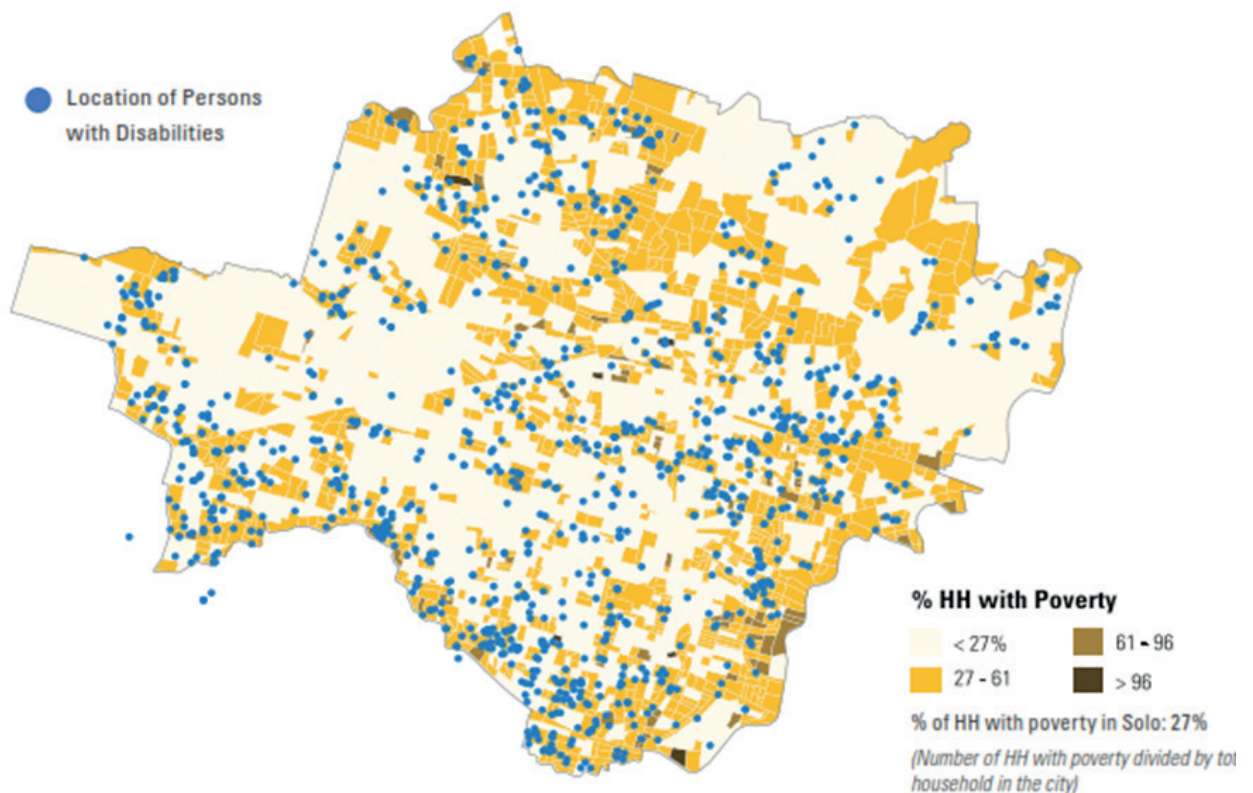 Location of Persons
with Disabilities
% HH with Poverty
< 27%
61 - 96
27 - 61
> 96
% of HH with poverty in Solo: 27%
(Number of HH with poverty divided by tot
household in the city)